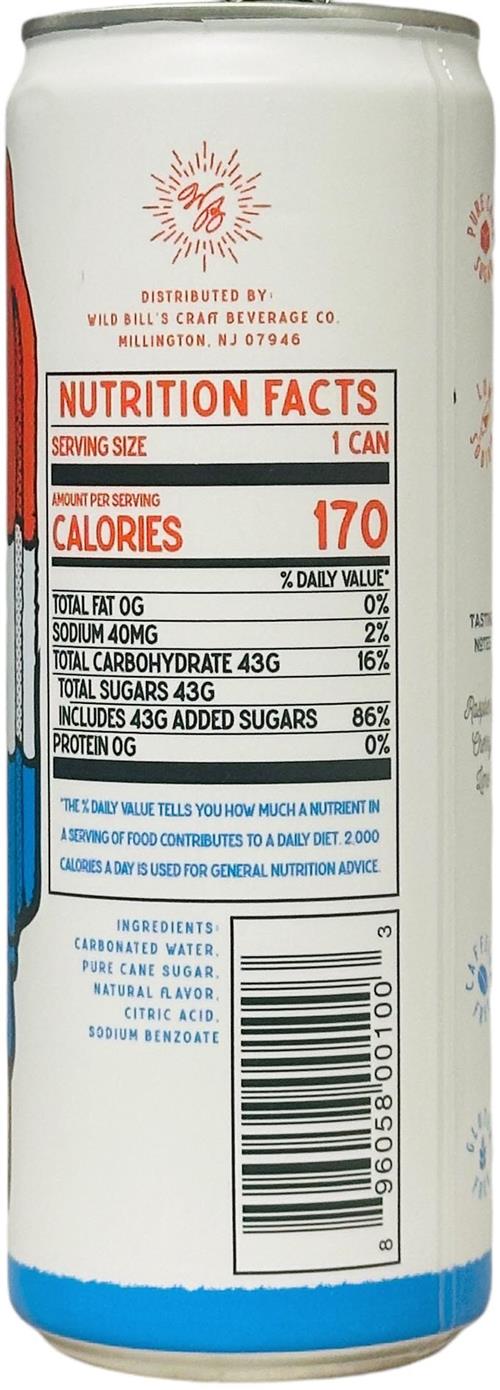 WB
DISTRIBUTED BY:
WILD BILL'S CRAFT BEVERAGE CO.
MILLINGTON, NJ 07946
NUTRITION FACTS
SERVING SIZE 1 CAN
AMOUNT PER SERVING
CALORIES 170
% DAILY VALUE*
TOTAL FAT 0G 0%
SODIUM 40MG 2%
TOTAL CARBOHYDRATE 43G 16%
TOTAL SUGARS 43G
INCLUDES 43G ADDED SUGARS 86%
PROTEIN 0G 0%
*THE % DAILY VALUE TELLS YOU HOW MUCH A NUTRIENT IN
A SERVING OF FOOD CONTRIBUTES TO A DAILY DIET. 2,000
CALORIES A DAY IS USED FOR GENERAL NUTRITION ADVICE.
INGREDIENTS:
CARBONATED WATER,
PURE CANE SUGAR,
NATURAL FLAVOR,
CITRIC ACID,
SODIUM BENZOATE
8 96058 00100 3